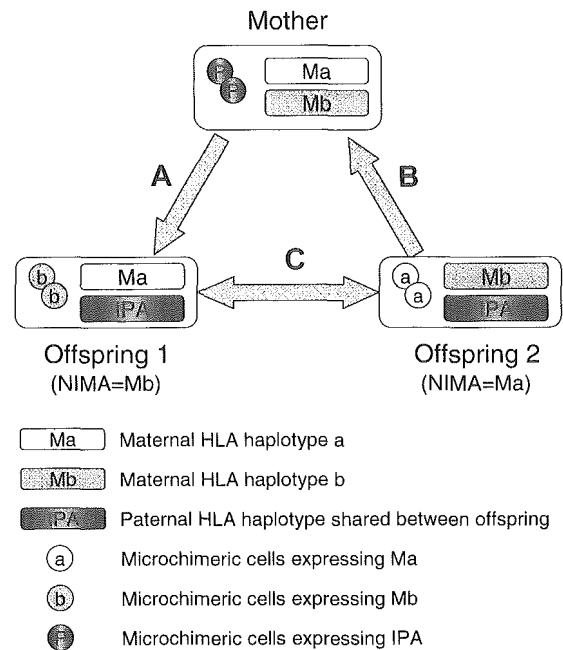 Mother
P
P
Ma
Mb
A
B
C
b
b
Ma
IPA
a
a
Mb
IPA
Offspring 1
(NIMA=Mb)
Offspring 2
(NIMA=Ma)
Ma Maternal HLA haplotype a
Mb Maternal HLA haplotype b
IPA Paternal HLA haplotype shared between offspring
a Microchimeric cells expressing Ma
b Microchimeric cells expressing Mb
P Microchimeric cells expressing IPA